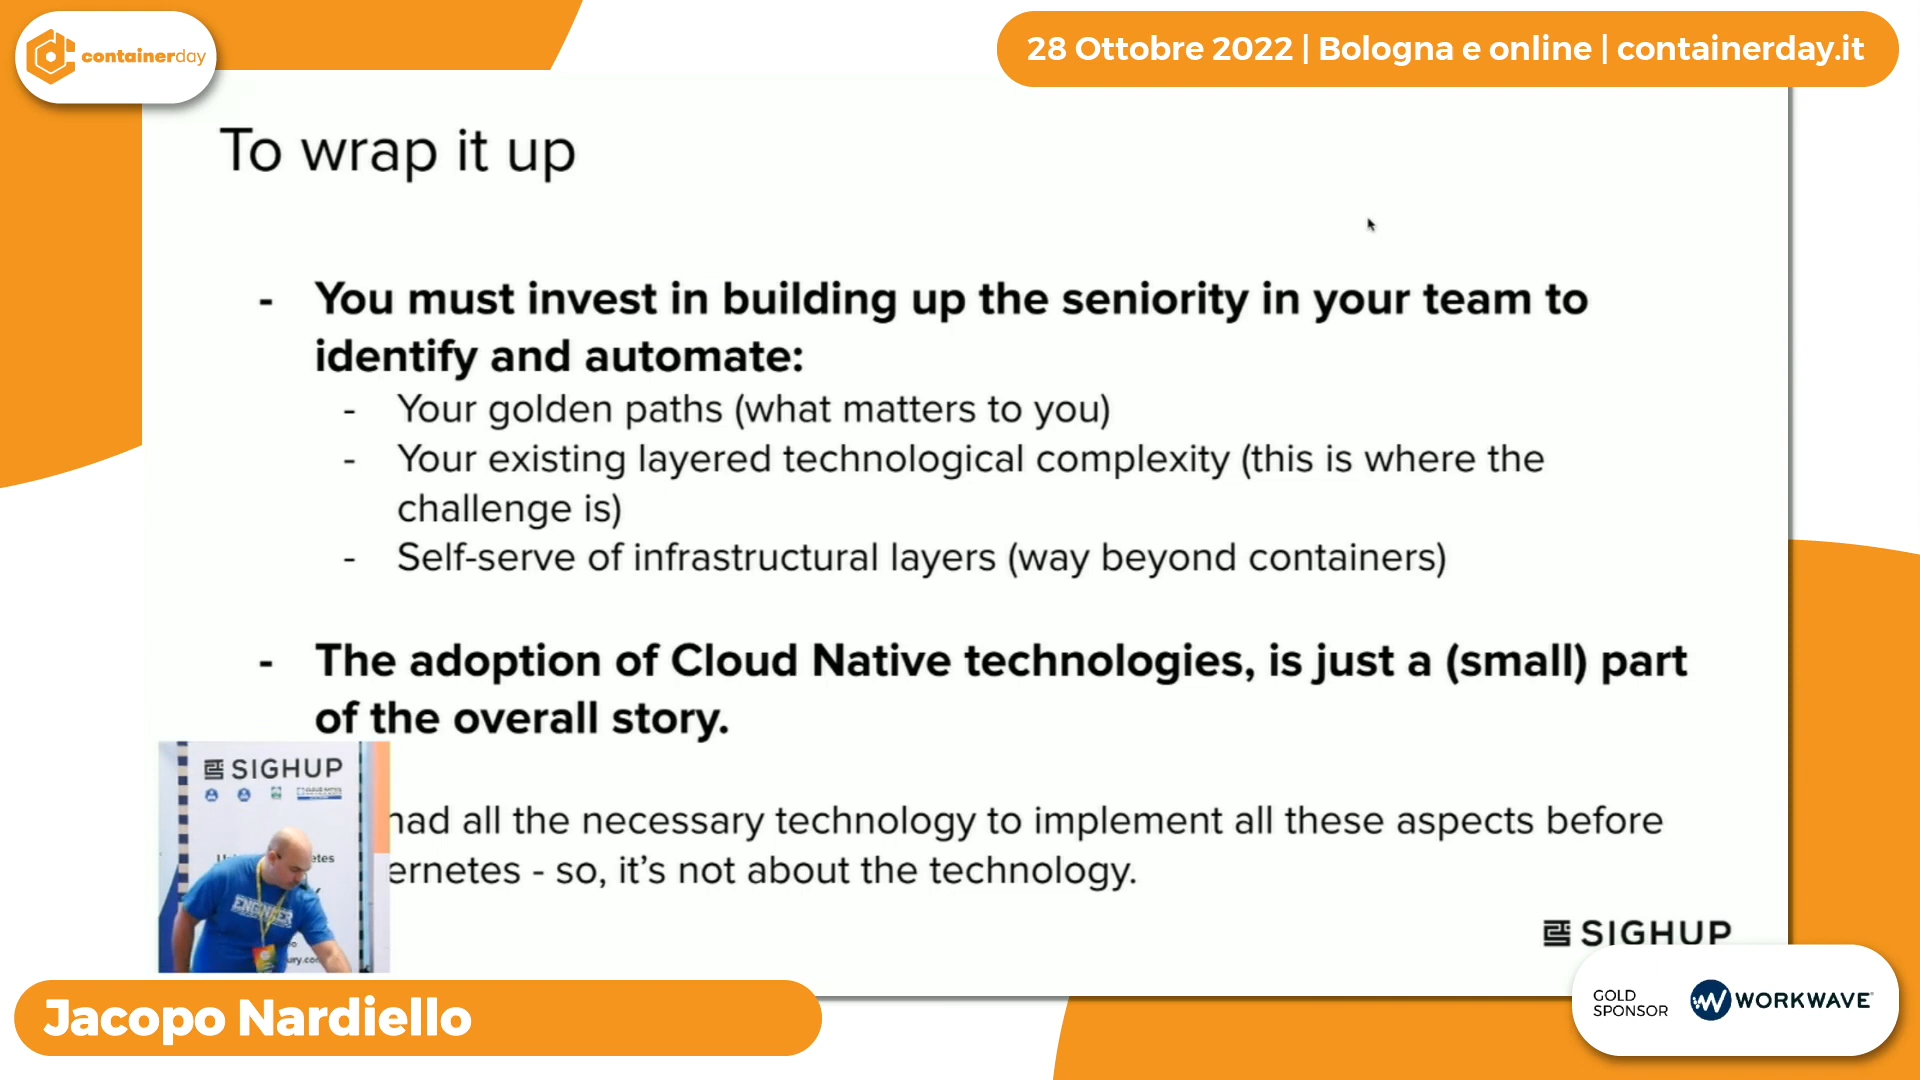 containerday
28 Ottobre 2022 | Bologna e online | containerday.it
To wrap it up
- You must invest in building up the seniority in your team to
identify and automate:
- Your golden paths (what matters to you)
- Your existing layered technological complexity (this is where the
challenge is)
- Self-serve of infrastructural layers (way beyond containers)
- The adoption of Cloud Native technologies, is just a (small) part
of the overall story.
had all the necessary technology to implement all these aspects before
ernetes - so, it's not about the technology.
SIGHUP
ENGINEER
SIGHUP
Jacopo Nardiello
GOLD
SPONSOR
WORKWAVE